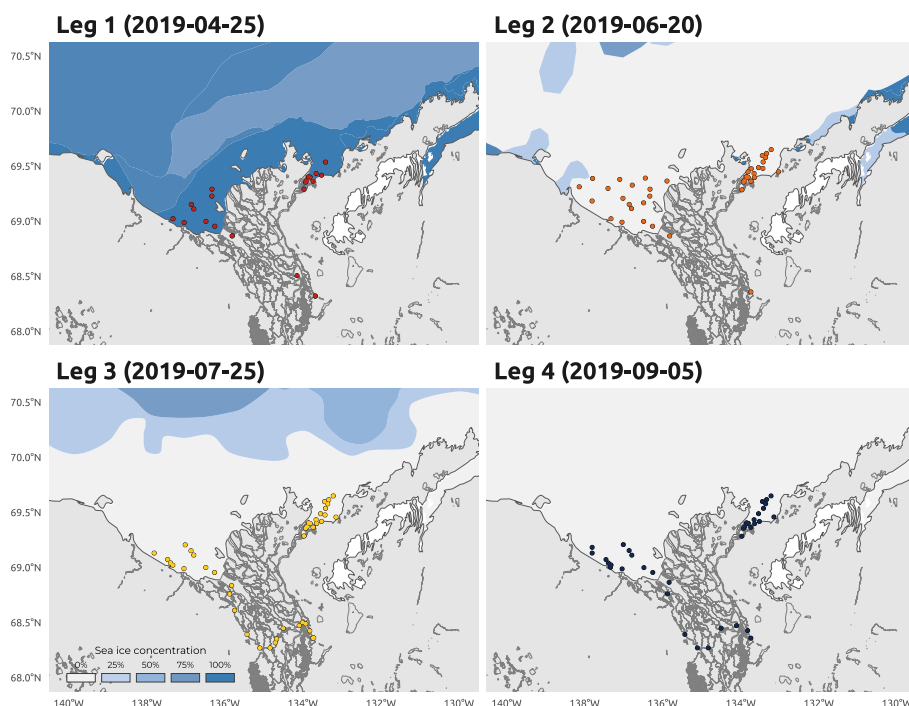 Leg 1 (2019-04-25)
Leg 2 (2019-06-20)
70.5°N
70.0°N
69.5°N
69.0°N
68.5°N
68.0°N
Leg 3 (2019-07-25)
Leg 4 (2019-09-05)
70.5°N
70.0°N
69.5°N
69.0°N
68.5°N
68.0°N
Sea ice concentration
0% 25% 50% 75% 100%
140°W 138°W 136°W 134°W 132°W 130°W 140°W 138°W 136°W 134°W 132°W 130°W